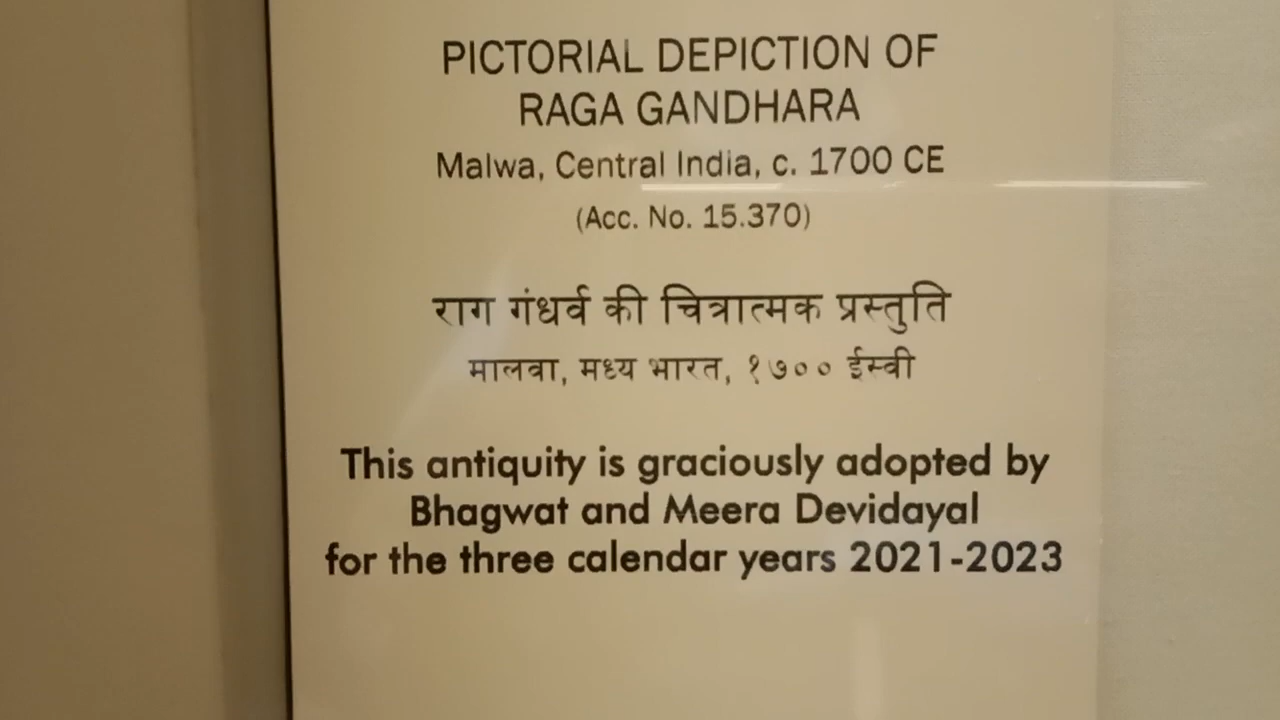 PICTORIAL DEPICTION OF
RAGA GANDHARA
Malwa, Central India, c. 1700 CE
(Acc. No. 15.370)
राग गंधर्व की चित्रात्मक प्रस्तुति
मालवा, मध्य भारत, १७०० ईस्वी
This antiquity is graciously adopted by
Bhagwat and Meera Devidayal
for the three calendar years 2021-2023